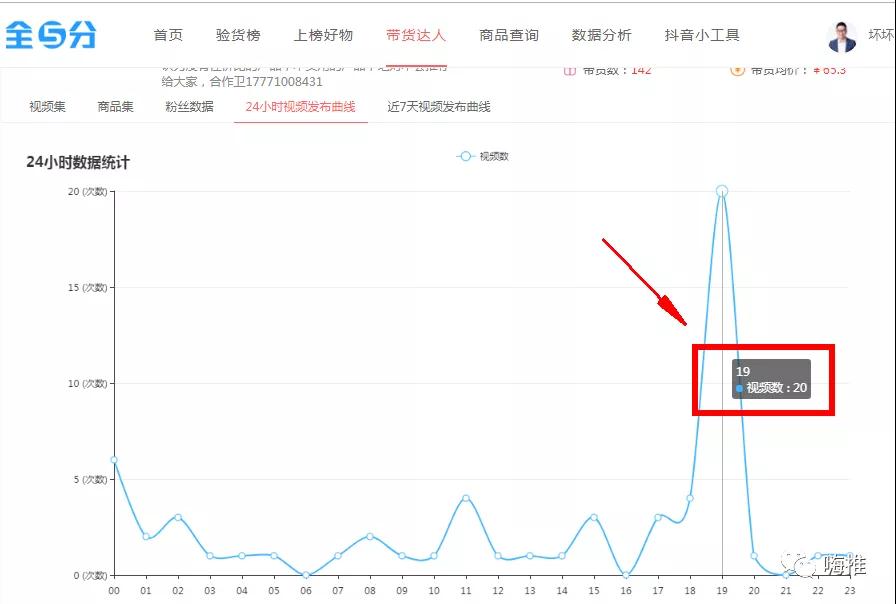 全5分
首页 验货榜 上榜好物 带货达人 商品查询 数据分析 抖音小工具 坏坏
给大家，合作卫17771008431
带货数：142
带货均价：￥65.3
视频集 商品集 粉丝数据 24小时视频发布曲线 近7天视频发布曲线
24小时数据统计
视频数
20 (次数)
15 (次数)
10 (次数)
5 (次数)
0 (次数)
19
视频数 : 20
00 01 02 03 04 05 06 07 08 09 10 11 12 13 14 15 16 17 18 19 20 21 22 23
嗨推